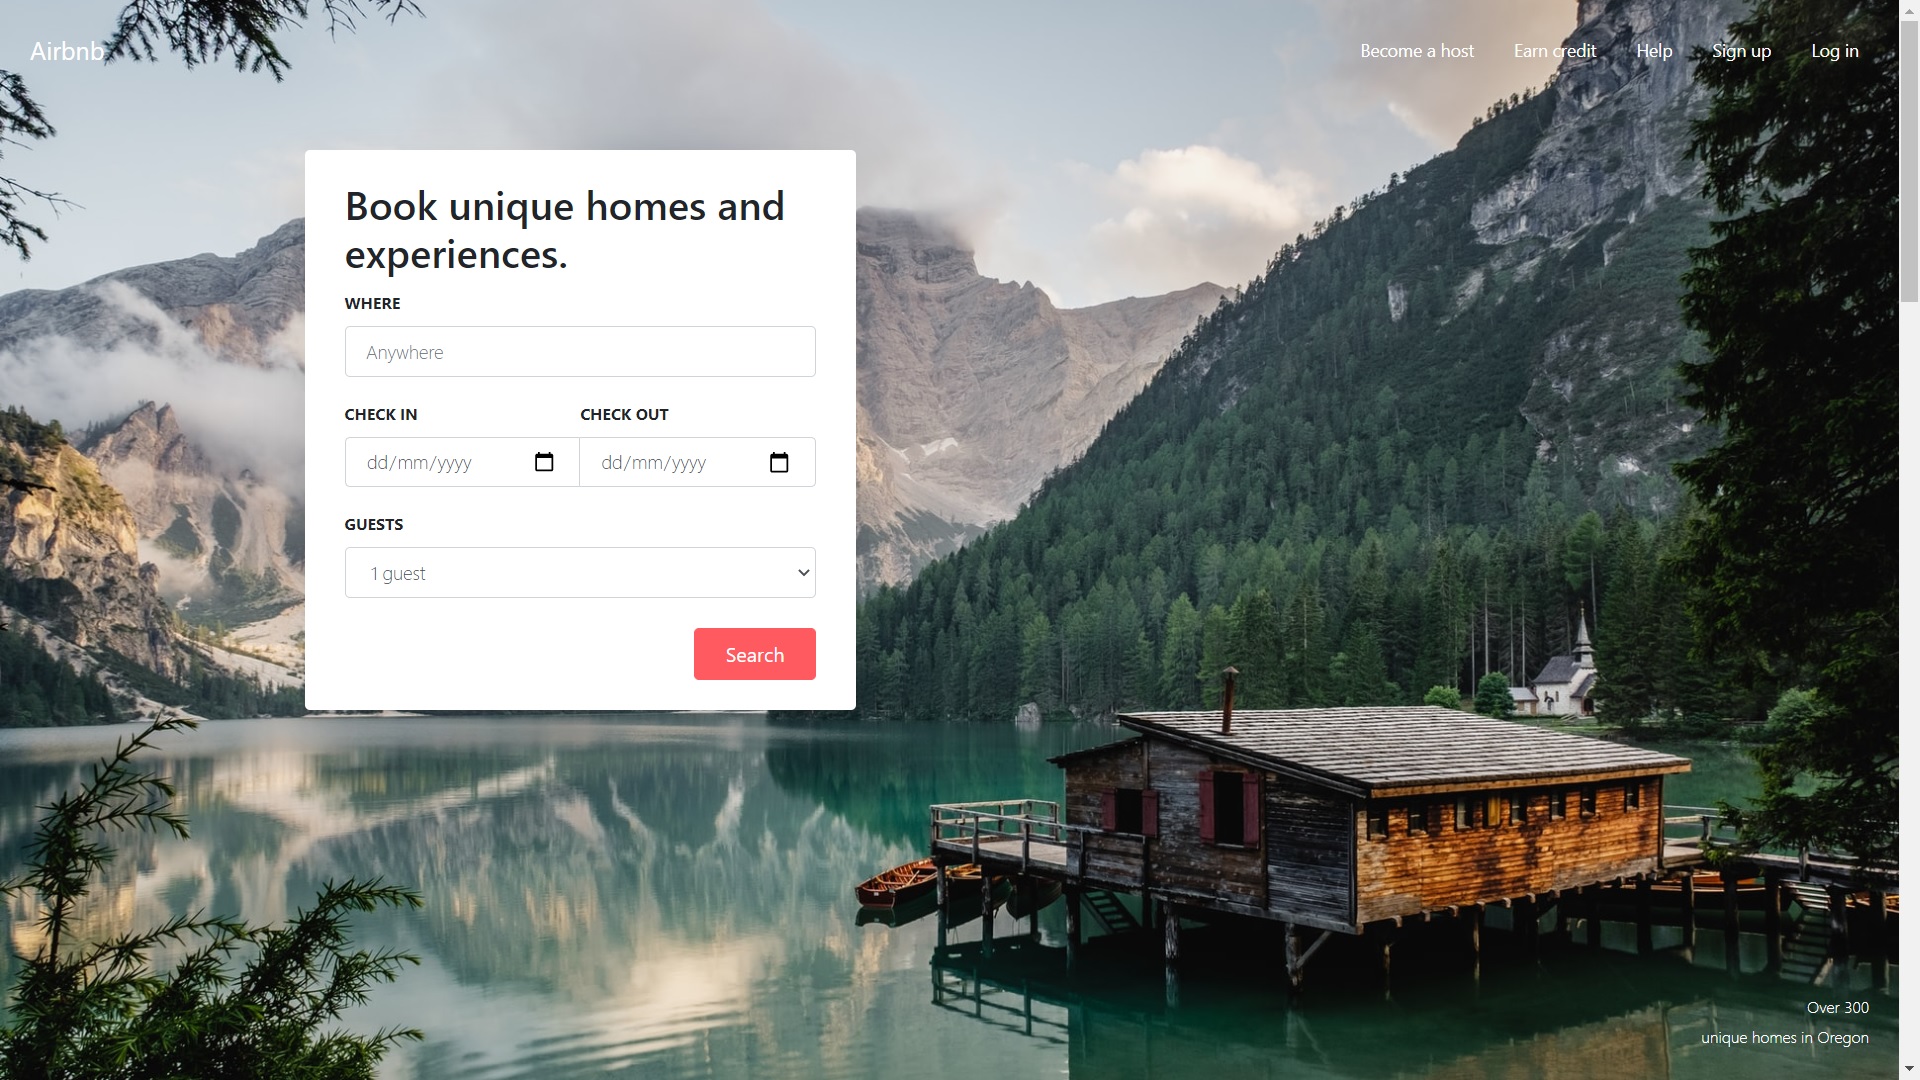 Airbnb
Become a host
Earn credit
Help
Sign up
Log in
Book unique homes and
experiences.
WHERE
Anywhere
CHECK IN
CHECK OUT
dd/mm/yyyy
dd/mm/yyyy
GUESTS
1 guest
Search
Over 300
unique homes in Oregon